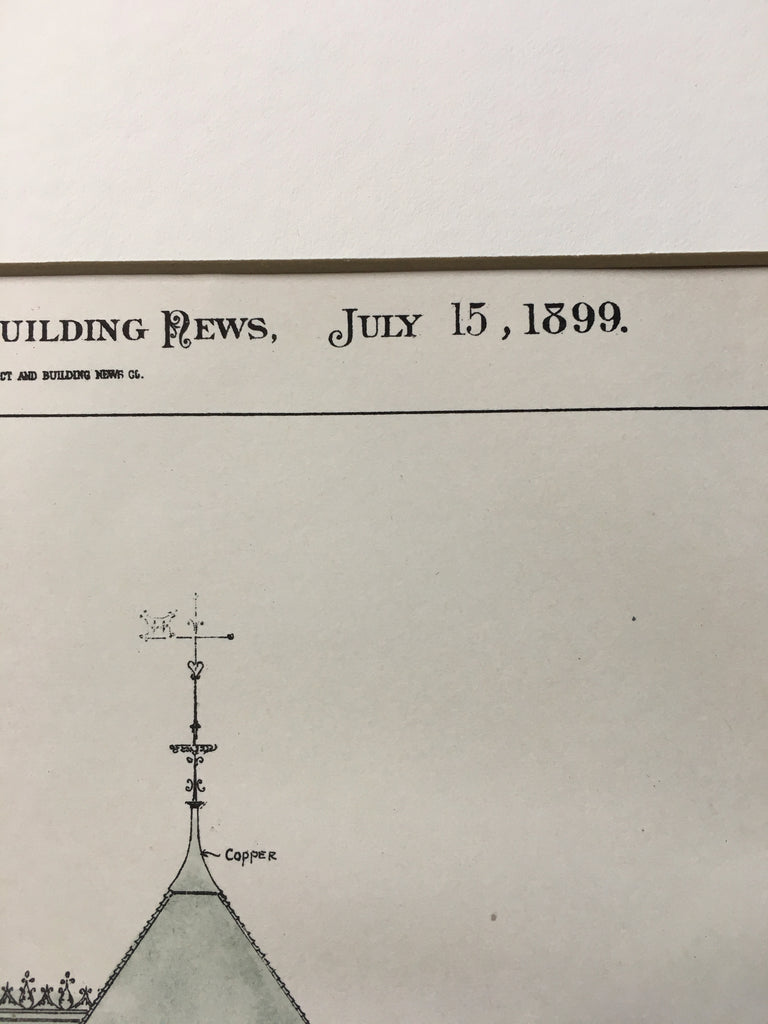 UILDING NEWS, JULY 15, 1899.
CT AND BUILDING NEWS CO.
COPPER